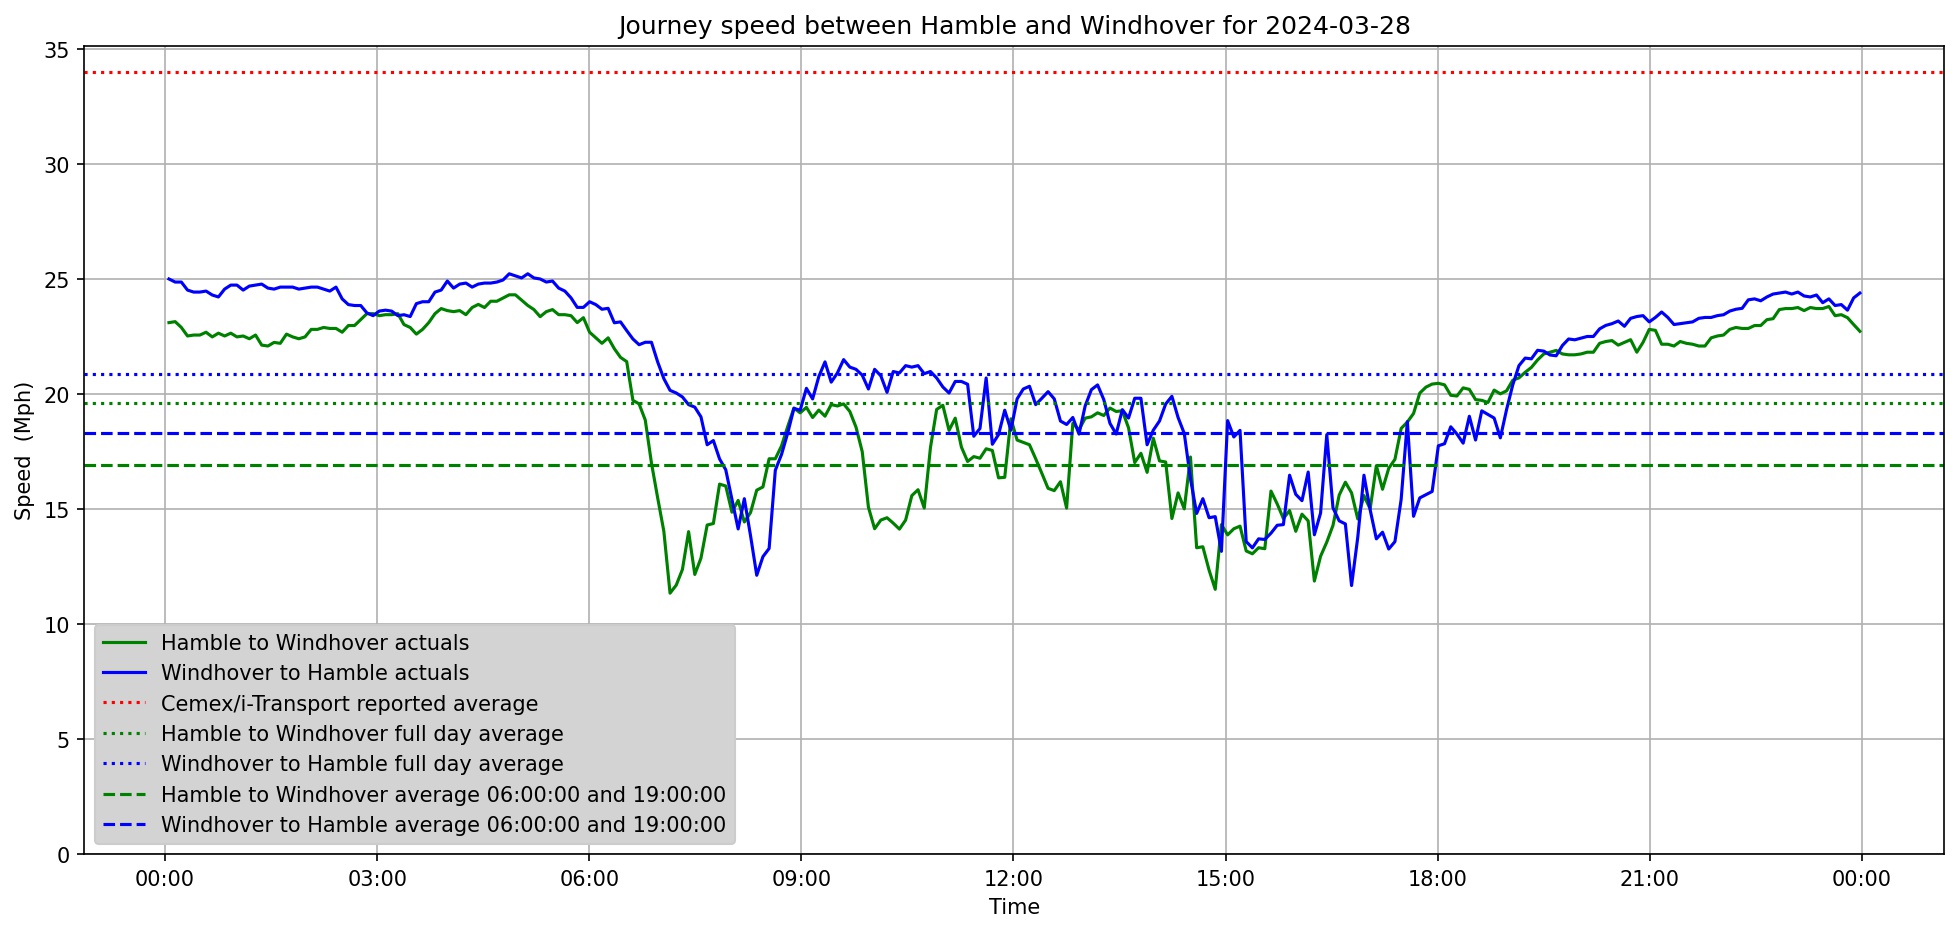 Journey speed between Hamble and Windhover for 2024-03-28
35
30
25
20
15
10
5
0
Speed (Mph)
Hamble to Windhover actuals
Windhover to Hamble actuals
Cemex/i-Transport reported average
Hamble to Windhover full day average
Windhover to Hamble full day average
Hamble to Windhover average 06:00:00 and 19:00:00
Windhover to Hamble average 06:00:00 and 19:00:00
00:00 03:00 06:00 09:00 12:00 15:00 18:00 21:00 00:00
Time